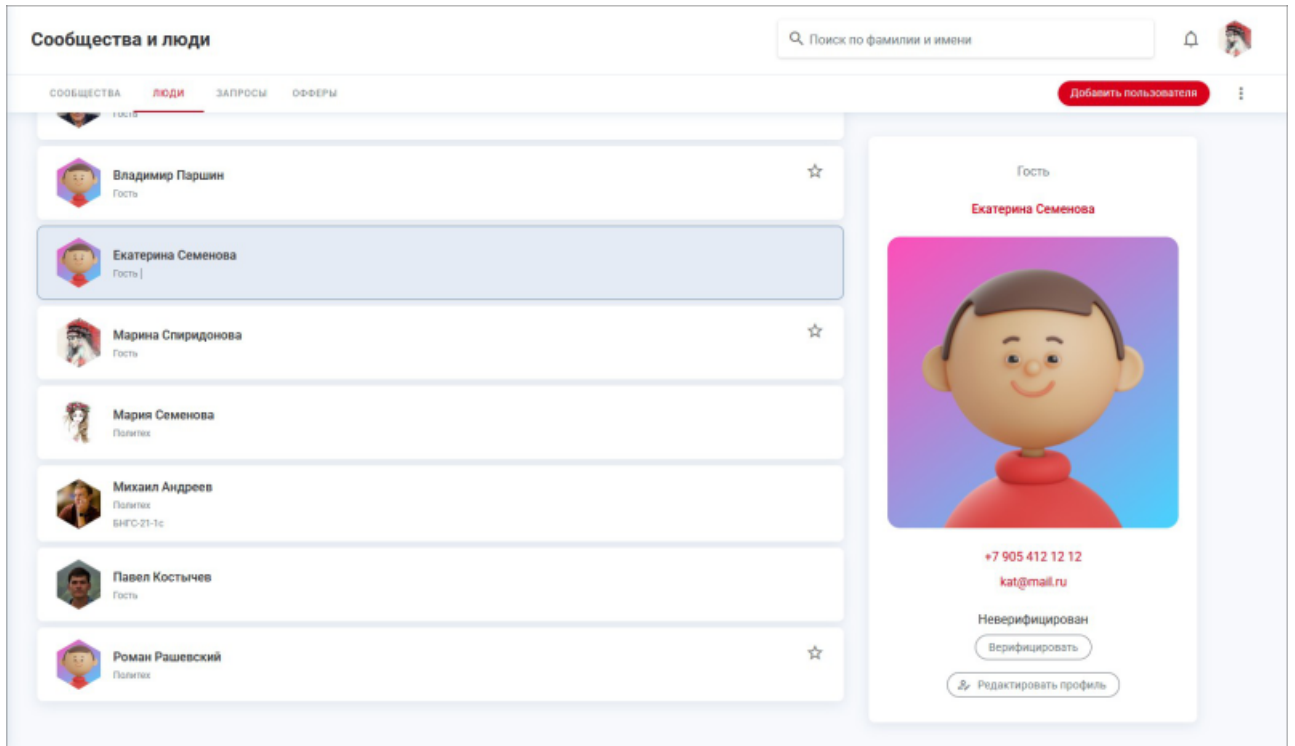 Сообщества и люди
Поиск по фамилии и имени
СООБЩЕСТВА ЛЮДИ ЗАПРОСЫ ОФФЕРЫ
Добавить пользователя
Гость
Владимир Паршин
Гость
Екатерина Семенова
Гость
Марина Спиридонова
Гость
Мария Семенова
Политех
Михаил Андреев
Политех
БНГС-21-1с
Павел Костычев
Гость
Роман Рашевский
Политех
Гость
Екатерина Семенова
+7 905 412 12 12
kat@mail.ru
Неверифицирован
Верифицировать
Редактировать профиль